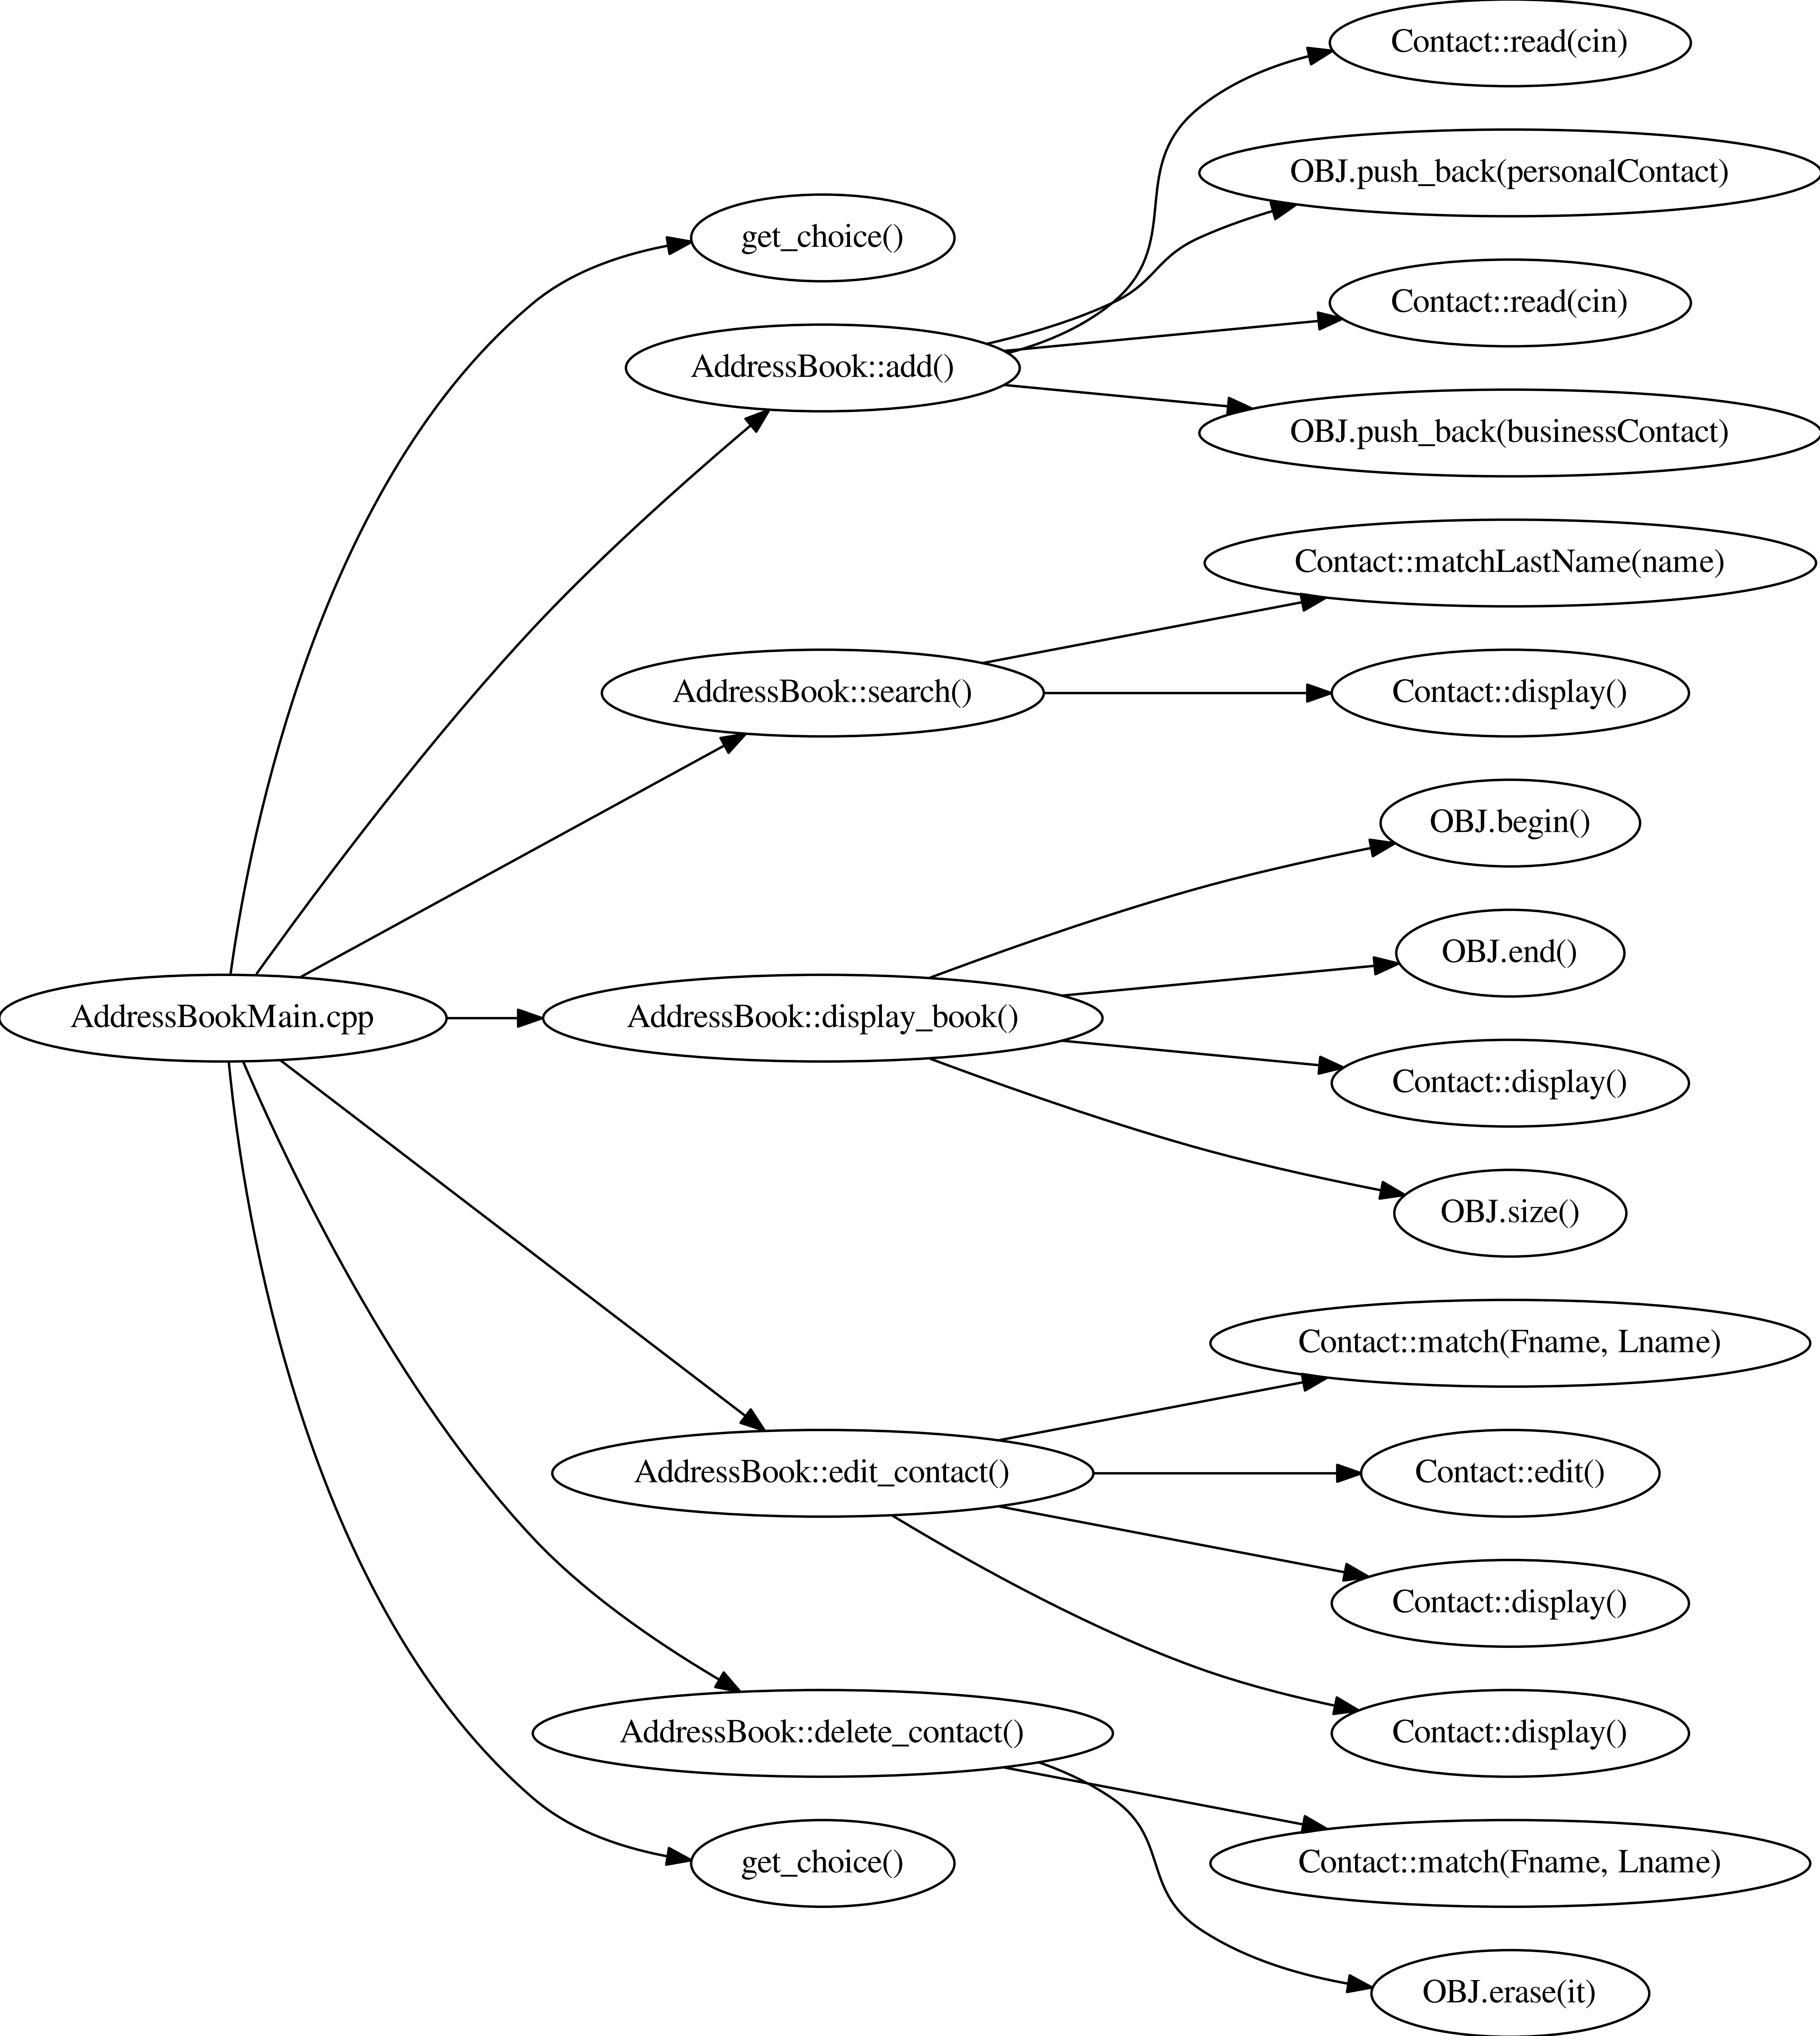 Contact::read(cin)
OBJ.push_back(personalContact)
get_choice()
Contact::read(cin)
AddressBook::add()
OBJ.push_back(businessContact)
Contact::matchLastName(name)
AddressBook::search()
Contact::display()
OBJ.begin()
OBJ.end()
AddressBookMain.cpp
AddressBook::display_book()
Contact::display()
OBJ.size()
Contact::match(Fname, Lname)
AddressBook::edit_contact()
Contact::edit()
Contact::display()
Contact::display()
AddressBook::delete_contact()
get_choice()
Contact::match(Fname, Lname)
OBJ.erase(it)